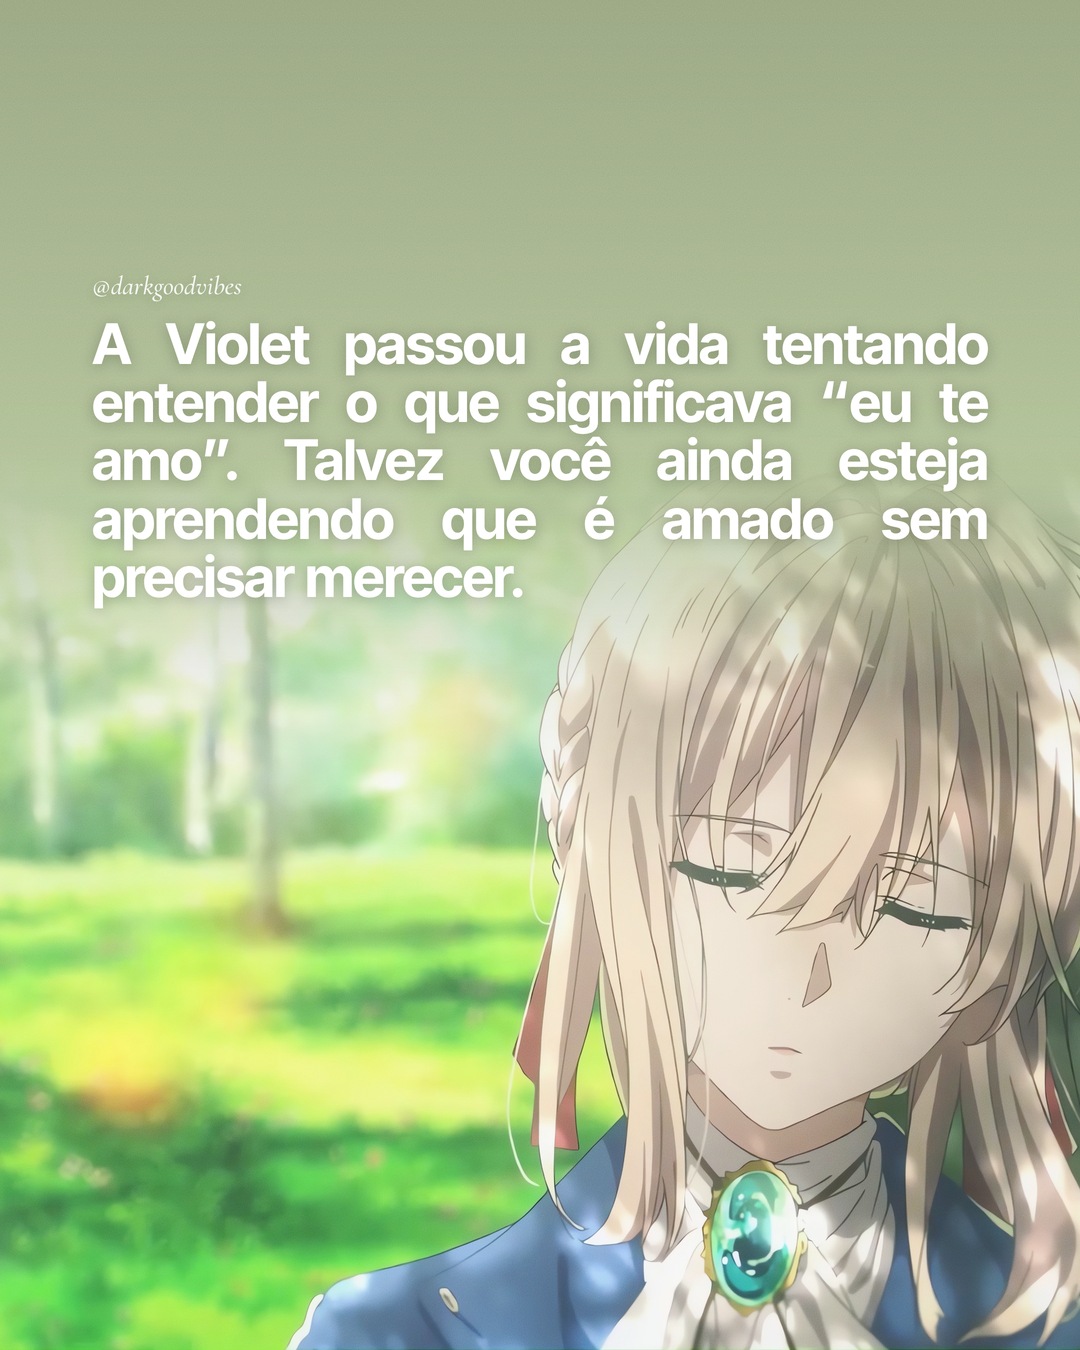 @darkgoodvibes
A Violet passou a vida tentando
entender o que significava “eu te
amo”. Talvez você ainda esteja
aprendendo que é amado sem
precisar merecer.